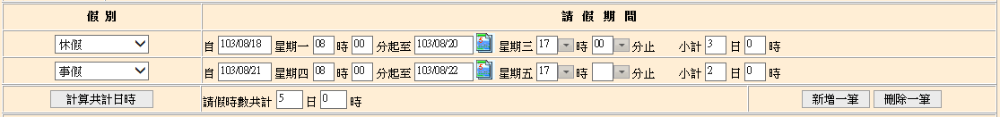 假 別 請 假 期 間
休假 自 103/08/18 星期一 08 時 00 分起至 103/08/20 星期三 17 時 00 分止 小計 3 日 0 時
事假 自 103/08/21 星期四 08 時 00 分起至 103/08/22 星期五 17 時 分止 小計 2 日 0 時
計算共計日時 請假時數共計 5 日 0 時 新增一筆 刪除一筆